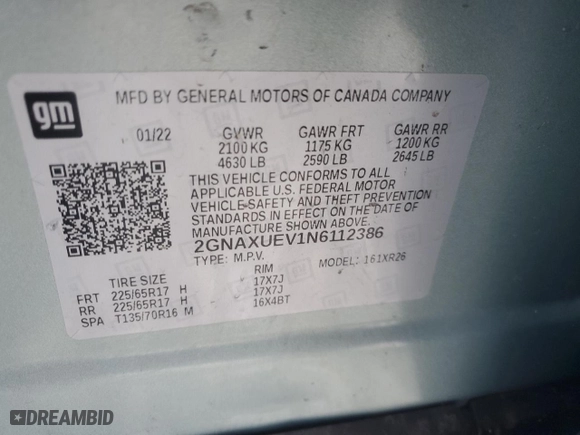 gm
MFD BY GENERAL MOTORS OF CANADA COMPANY
01/22 GVWR GAWR FRT GAWR RR
2100 KG 1175 KG 1200 KG
4630 LB 2590 LB 2645 LB
THIS VEHICLE CONFORMS TO ALL
APPLICABLE U.S. FEDERAL MOTOR
VEHICLE SAFETY AND THEFT PREVENTION
STANDARDS IN EFFECT ON THE DATE OF
MANUFACTURE SHOWN ABOVE.
2GNAXUEV1N6112386
TYPE: M.P.V. MODEL: 161XR26
TIRE SIZE RIM
FRT 225/65R17 H 17X7J
RR 225/65R17 H 17X7J
SPA T135/70R16 M 16X4BT
DREAMBID